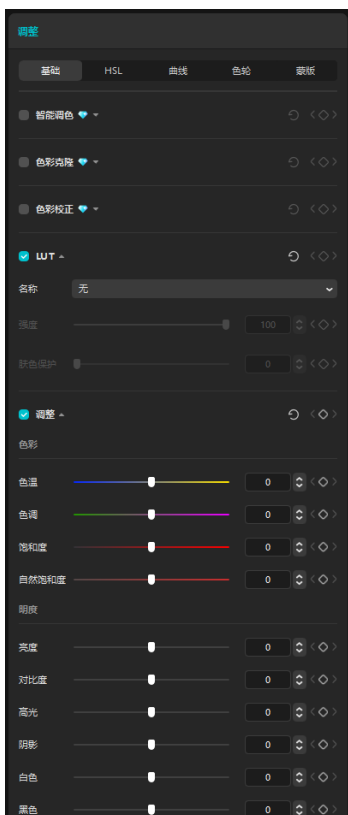 调整
基础 HSL 曲线 色轮 蒙版
智能调色
色彩克隆
色彩校正
LUT
名称 无
强度 100
肤色保护 0
调整
色彩
色温 0
色调 0
饱和度 0
自然饱和度 0
明度
亮度 0
对比度 0
高光 0
阴影 0
白色 0
黑色 0